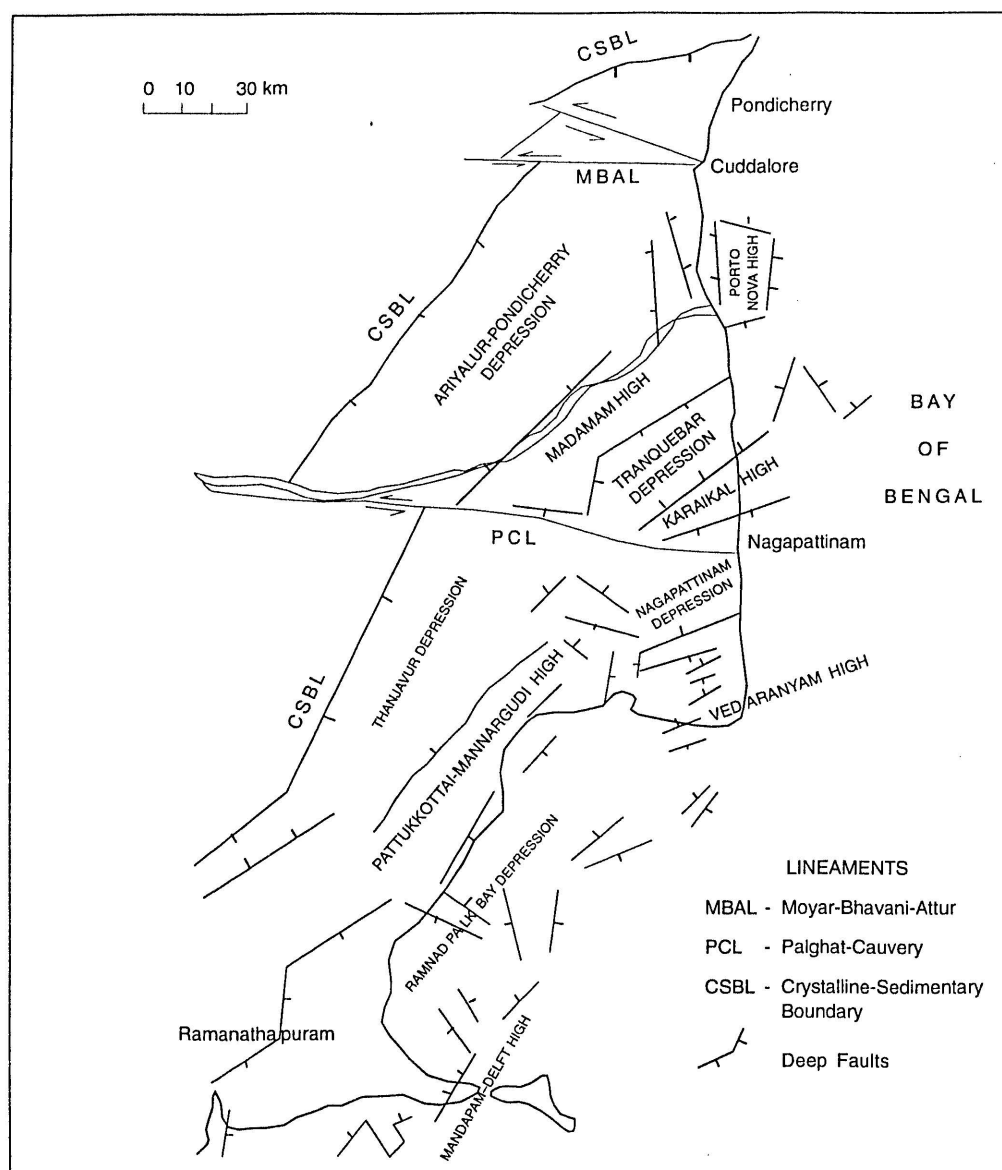 CSBL
0 10 30 km
Pondicherry
Cuddalore
MBAL
PORTO
NOVA HIGH
CSBL
ARIYALUR-PONDICHERRY
DEPRESSION
MADAMAM HIGH
TRANQUEBAR
DEPRESSION
KARAIKAL HIGH
BAY
OF
BENGAL
PCL
Nagapattinam
NAGAPATTINAM
DEPRESSION
THANJAVUR DEPRESSION
CSBL
PATTUKKOTTAI-MANNARGUDI HIGH
VED ARANYAM HIGH
RAMNAD PALK BAY DEPRESSION
Ramanathapuram
MANDAPAM-DELFT HIGH
LINEAMENTS
MBAL - Moyar-Bhavani-Attur
PCL - Palghat-Cauvery
CSBL - Crystalline-Sedimentary
Boundary
Deep Faults